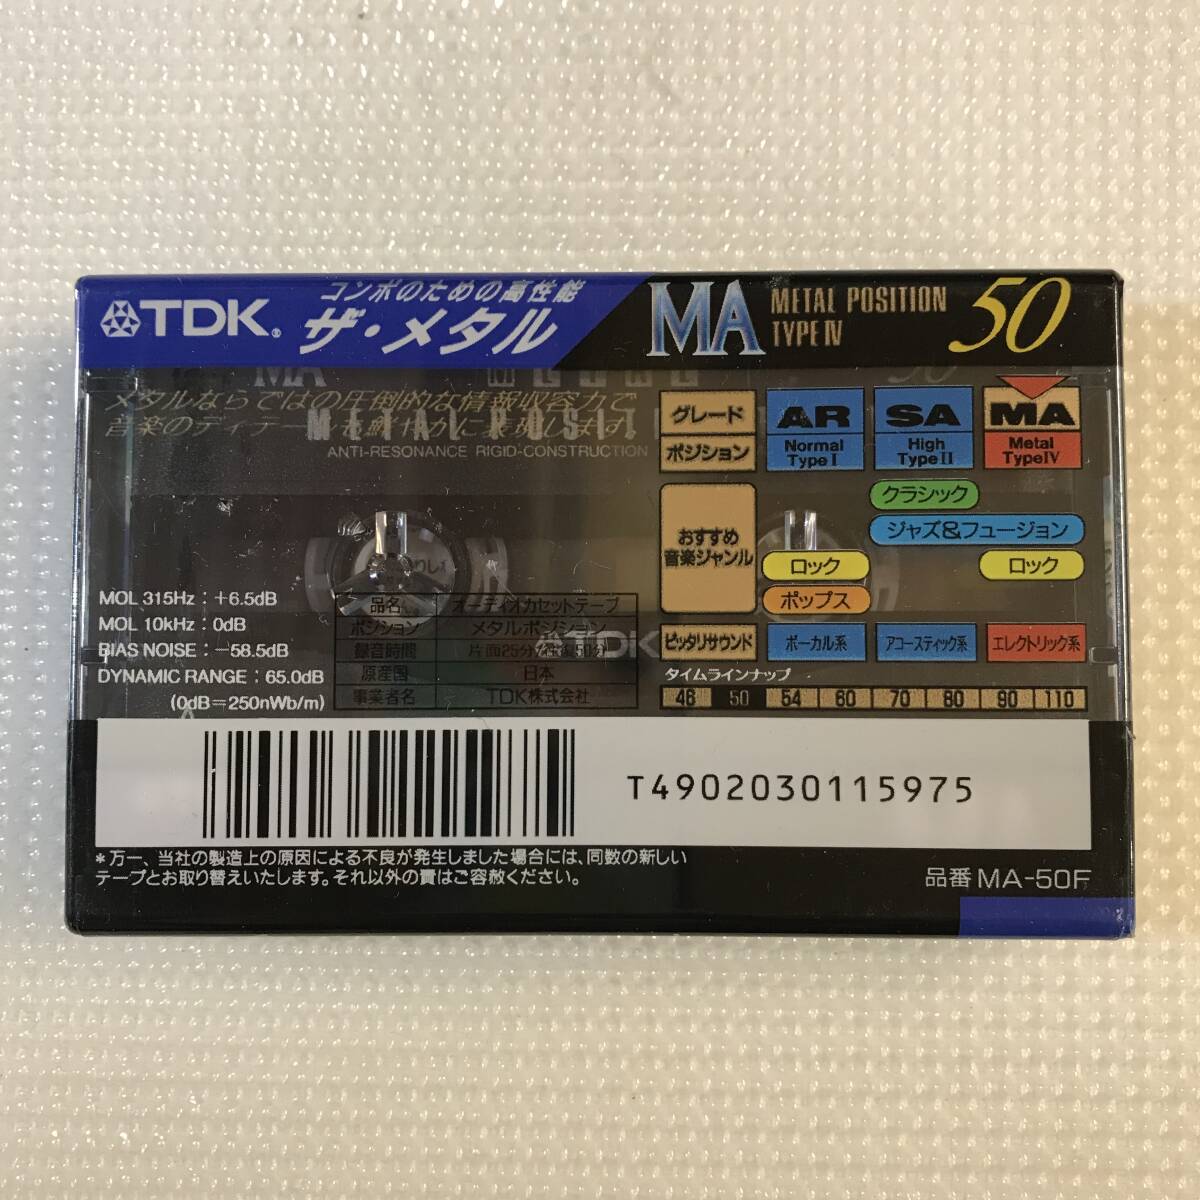 TDK®
コンポのための高性能
ザ・メタル
MA
METAL POSITION
TYPE IV
50
メタルならではの圧倒的な情報収容力で
音楽のディテールも鮮やかに表現します。
MA
METAL POSIT
ANTI-RESONANCE RIGID-CONSTRUCTION
グレード AR SA MA
ポジション Normal Type I High Type II Metal Type IV
おすすめ
音楽ジャンル
クラシック
ジャズ&フュージョン
ロック ロック
ポップス
ピッタリサウンド ボーカル系 アコースティック系 エレクトリック系
タイムラインナップ
46 50 54 60 70 80 90 110
MOL 315Hz : +6.5dB
MOL 10kHz : 0dB
BIAS NOISE : -58.5dB
DYNAMIC RANGE : 65.0dB
(0dB=250nWb/m)
品名 オーディオカセットテープ
ポジション メタルポジション
録音時間 片面25分/往復50分
原産国 日本
事業者名 TDK株式会社
TDK
T4902030115975
*万一、当社の製造上の原因による不良が発生しました場合には、同数の新しい
テープとお取り替えいたします。それ以外の責はご容赦ください。
品番 MA-50F